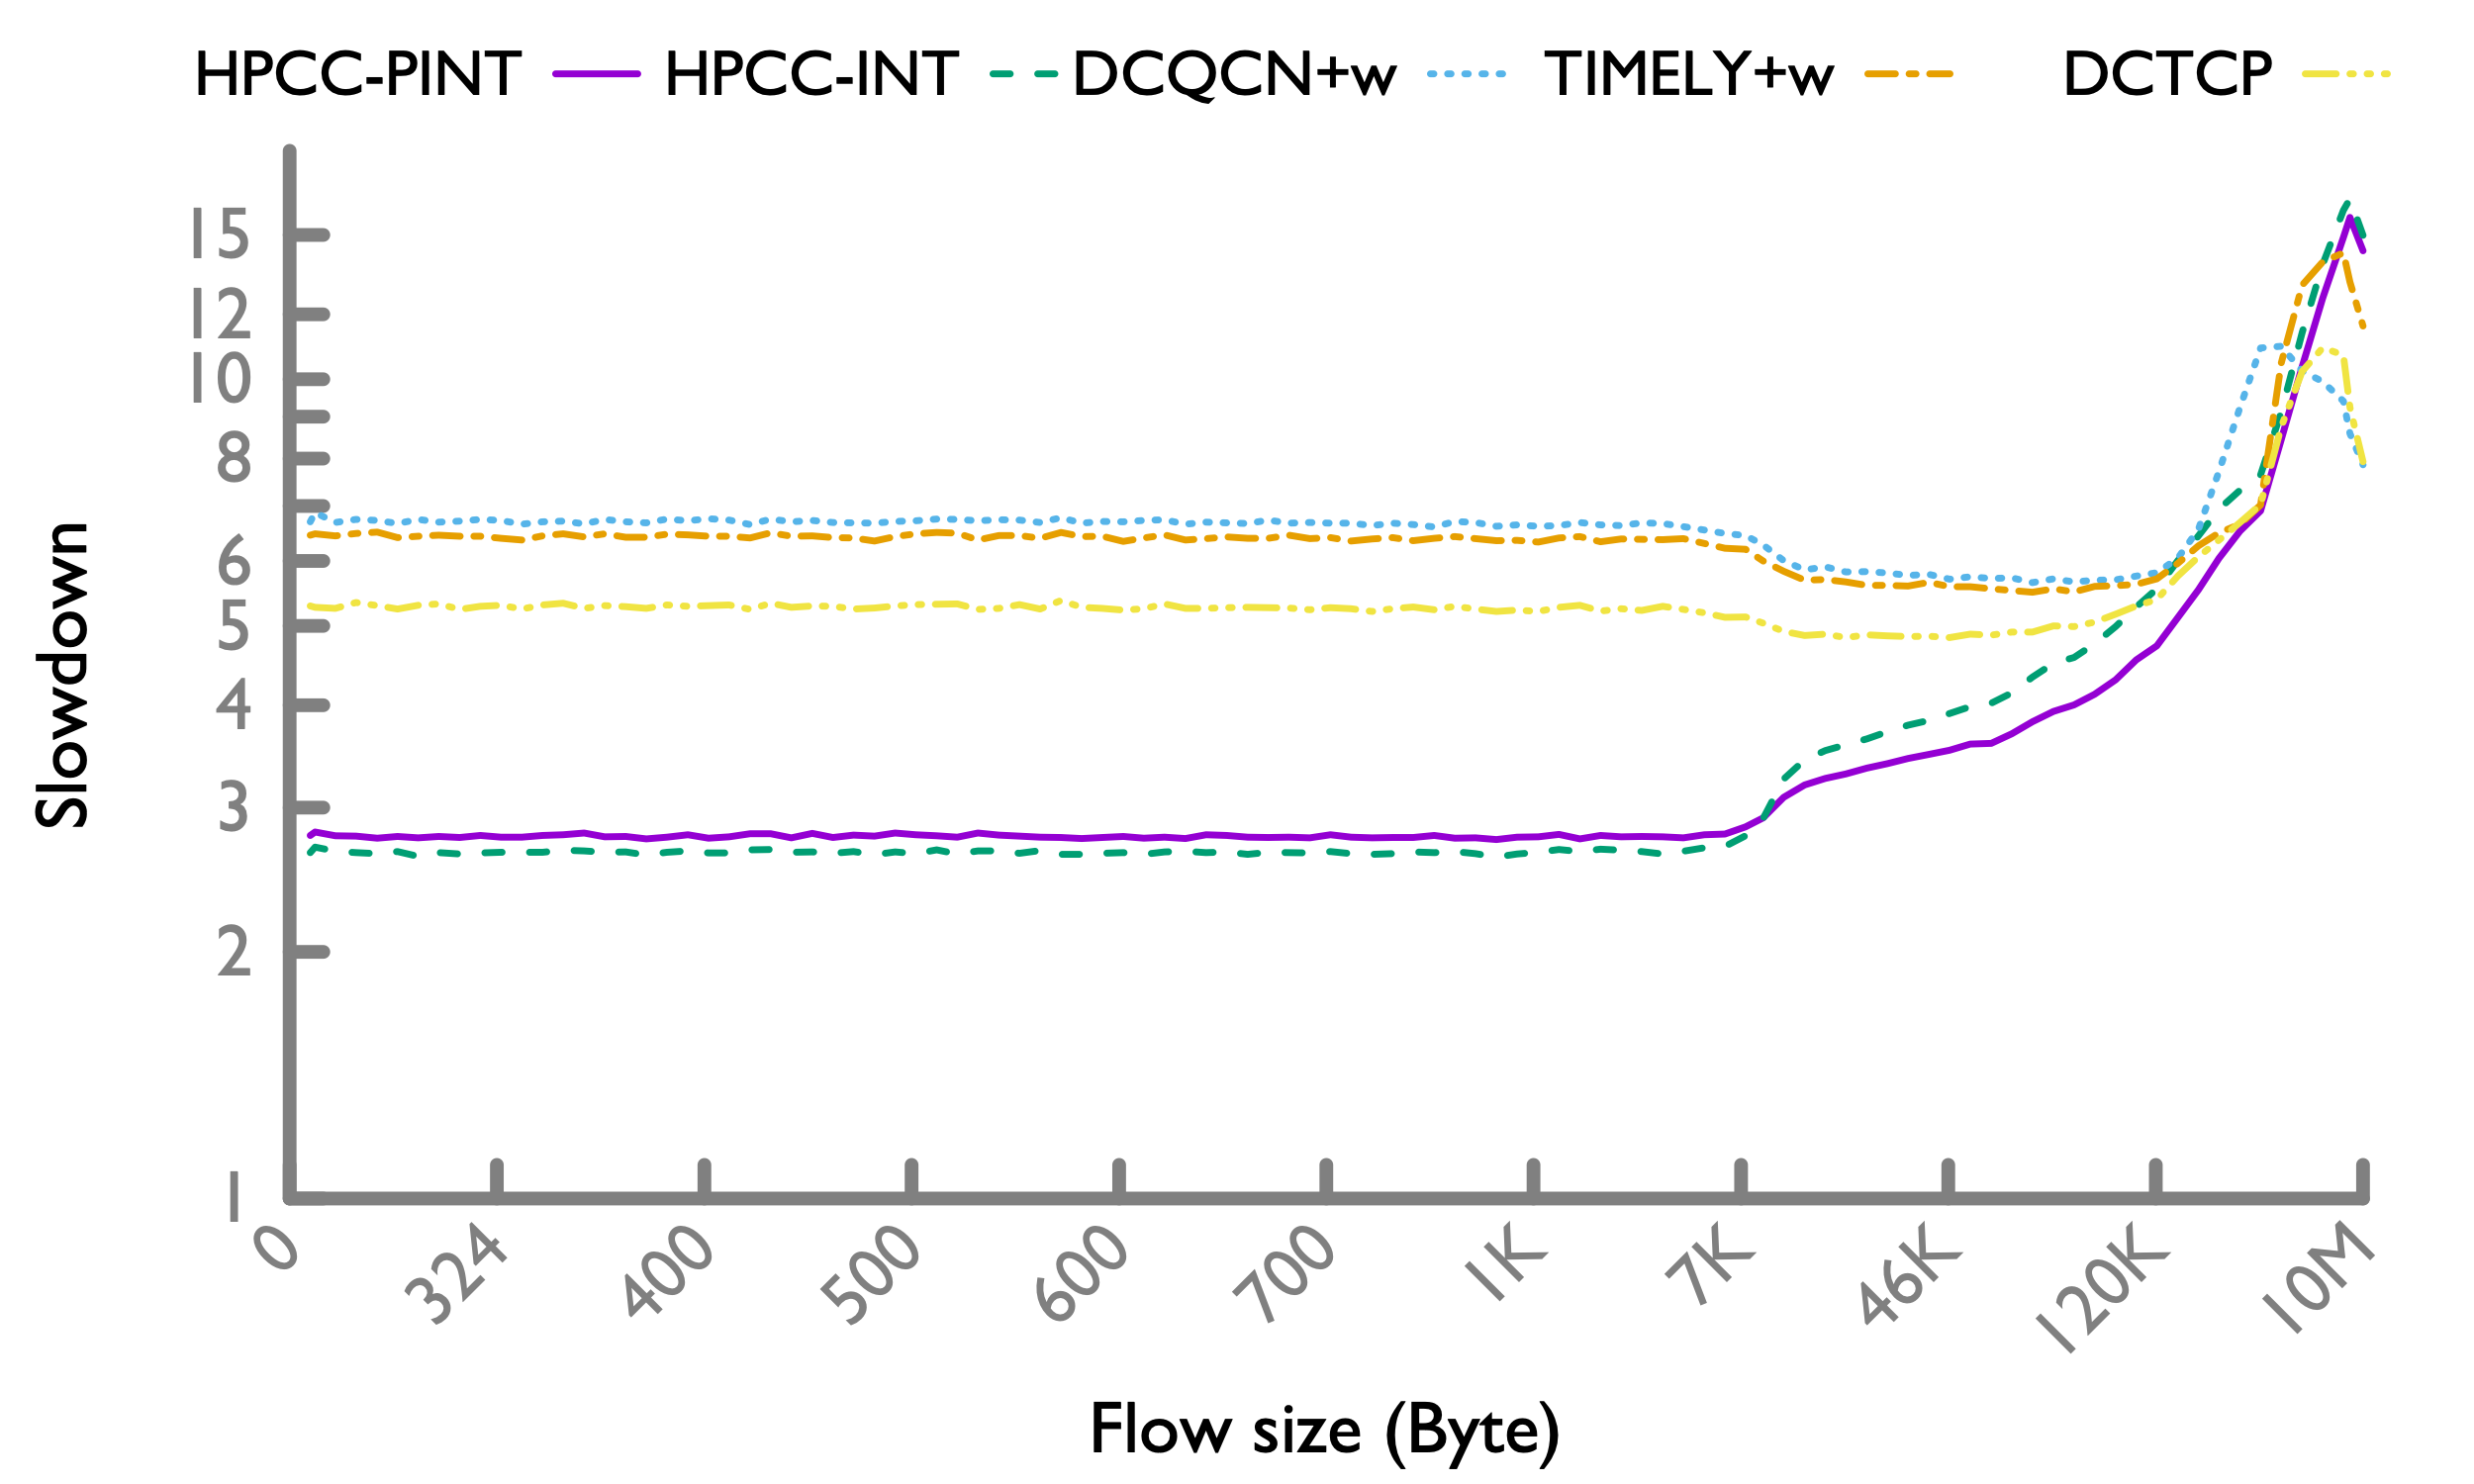 HPCC-PINT HPCC-INT DCQCN+w TIMELY+w DCTCP
15
12
10
8
6
5
4
3
2
1
Slowdown
0 324 400 500 600 700 1K 7K 46K 120K 10M
Flow size (Byte)